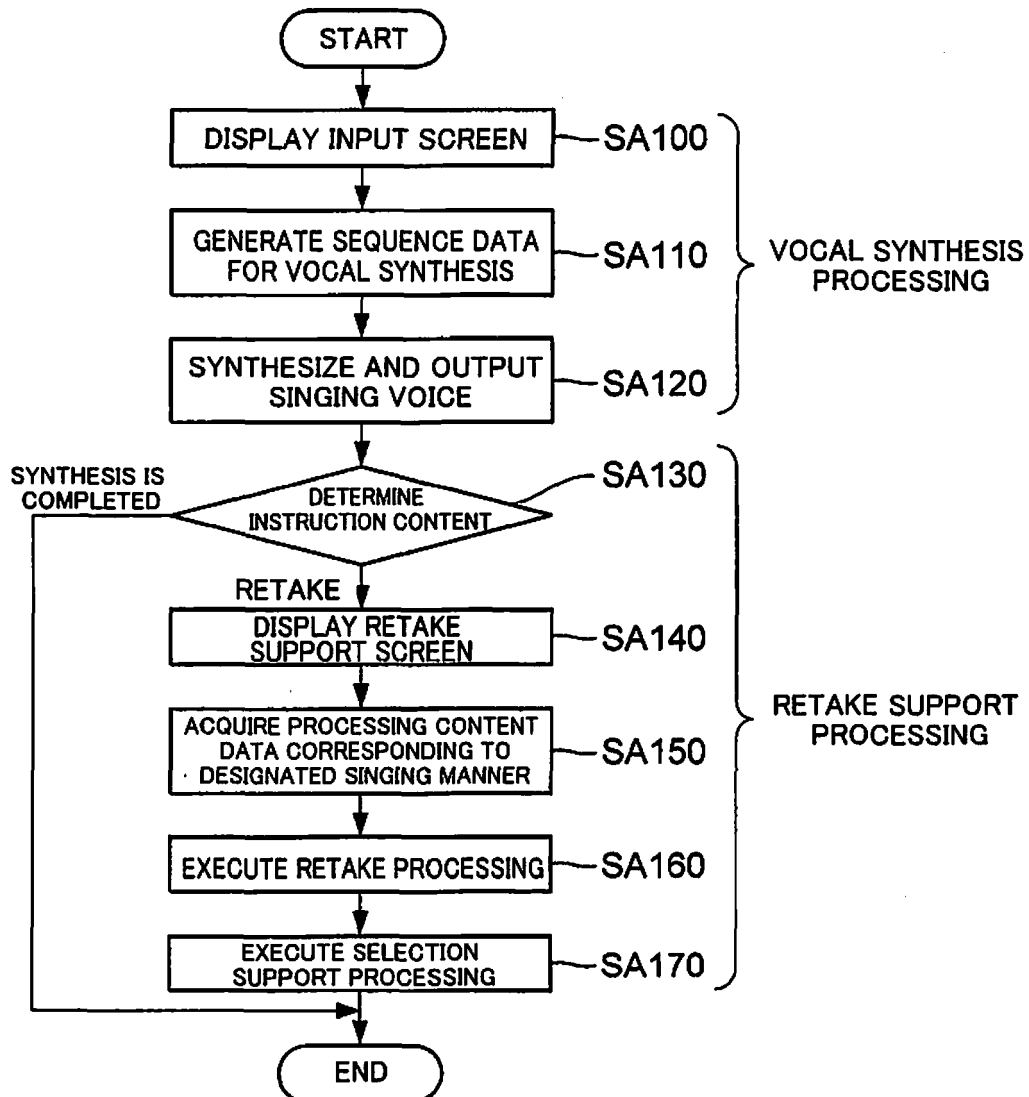 START
DISPLAY INPUT SCREEN
SA100
GENERATE SEQUENCE DATA
FOR VOCAL SYNTHESIS
SA110
VOCAL SYNTHESIS
PROCESSING
SYNTHESIZE AND OUTPUT
SINGING VOICE
SA120
SYNTHESIS IS
COMPLETED
DETERMINE
INSTRUCTION CONTENT
SA130
RETAKE
DISPLAY RETAKE
SUPPORT SCREEN
SA140
ACQUIRE PROCESSING CONTENT
DATA CORRESPONDING TO
DESIGNATED SINGING MANNER
SA150
RETAKE SUPPORT
PROCESSING
EXECUTE RETAKE PROCESSING
SA160
EXECUTE SELECTION
SUPPORT PROCESSING
SA170
END